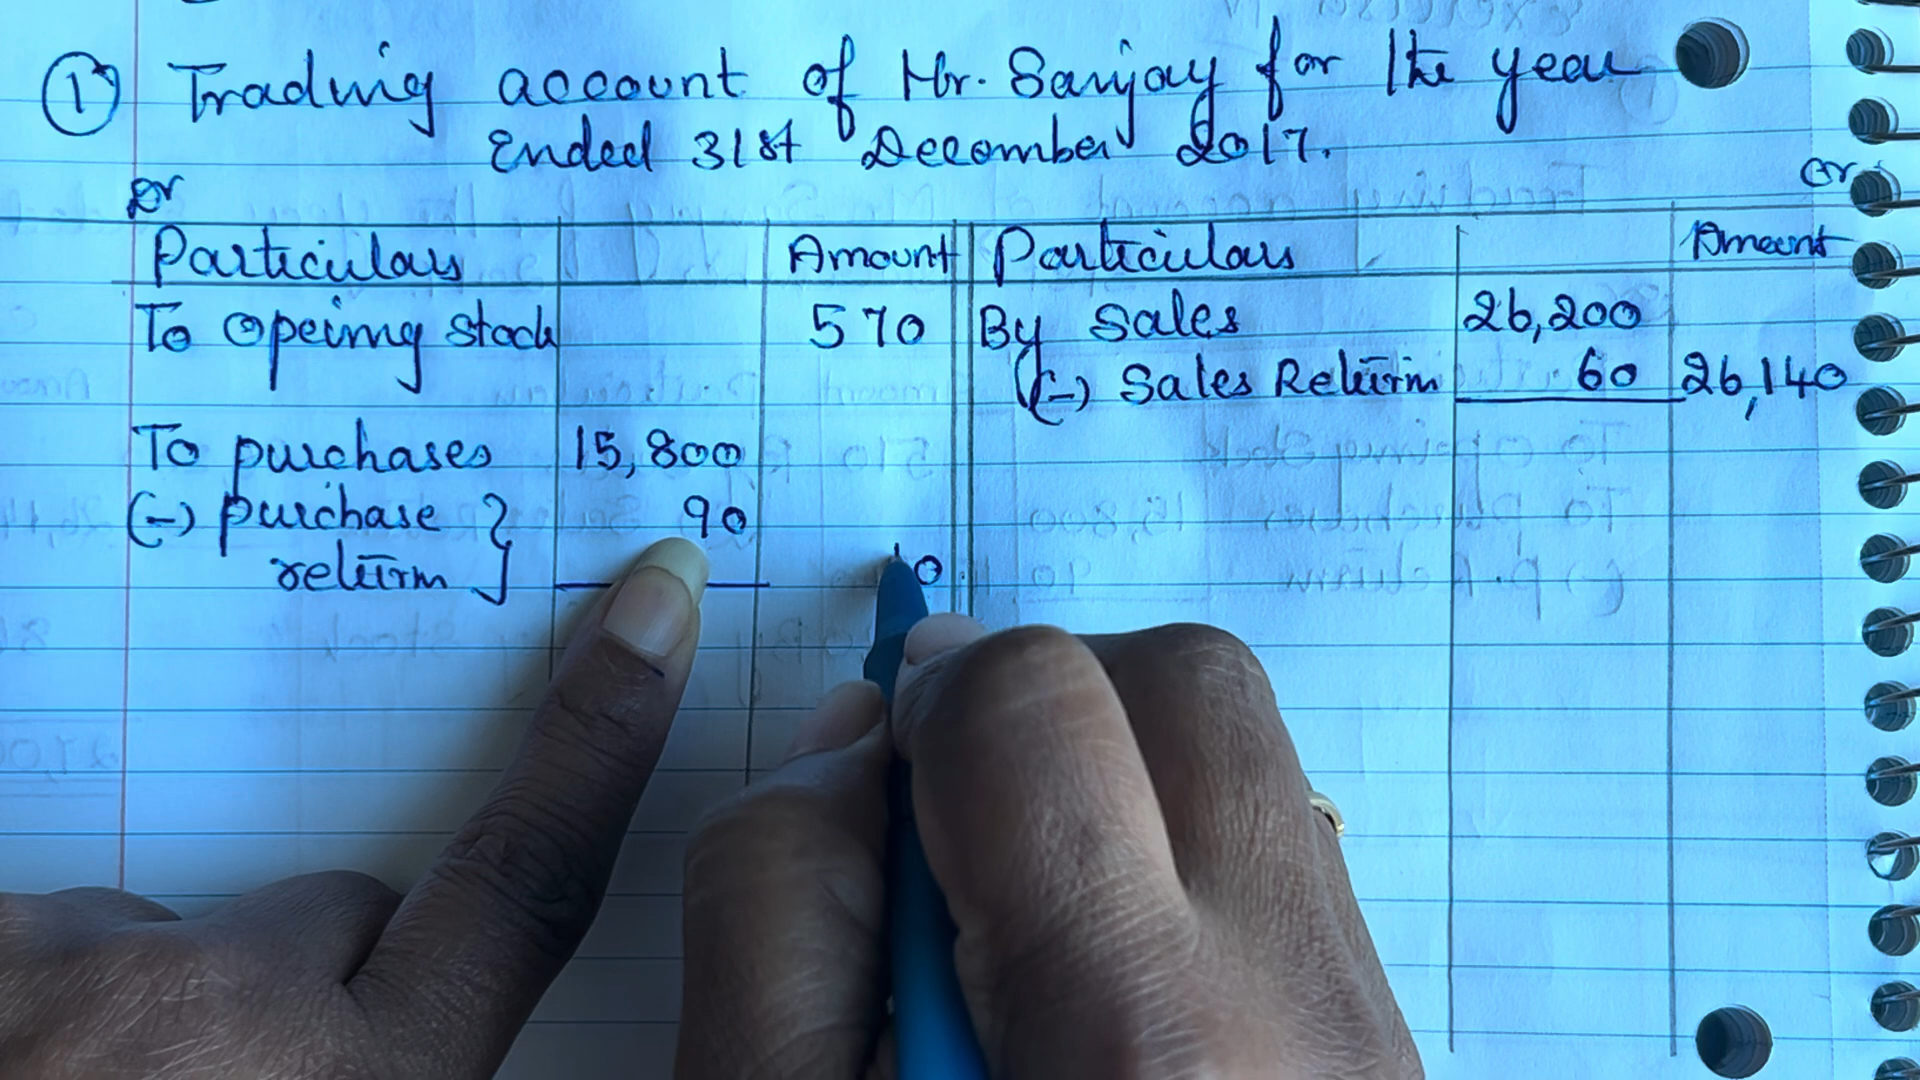 1 Trading account of Mr. Sanjay for the year
Ended 31st December 2017.
Dr Cr
Particulars Amount Particulars Amount
To Opeimg stock 570 By Sales 26,200
(-) Sales Return 60 26,140
To purchases 15,800
(-) purchase 90
return 10